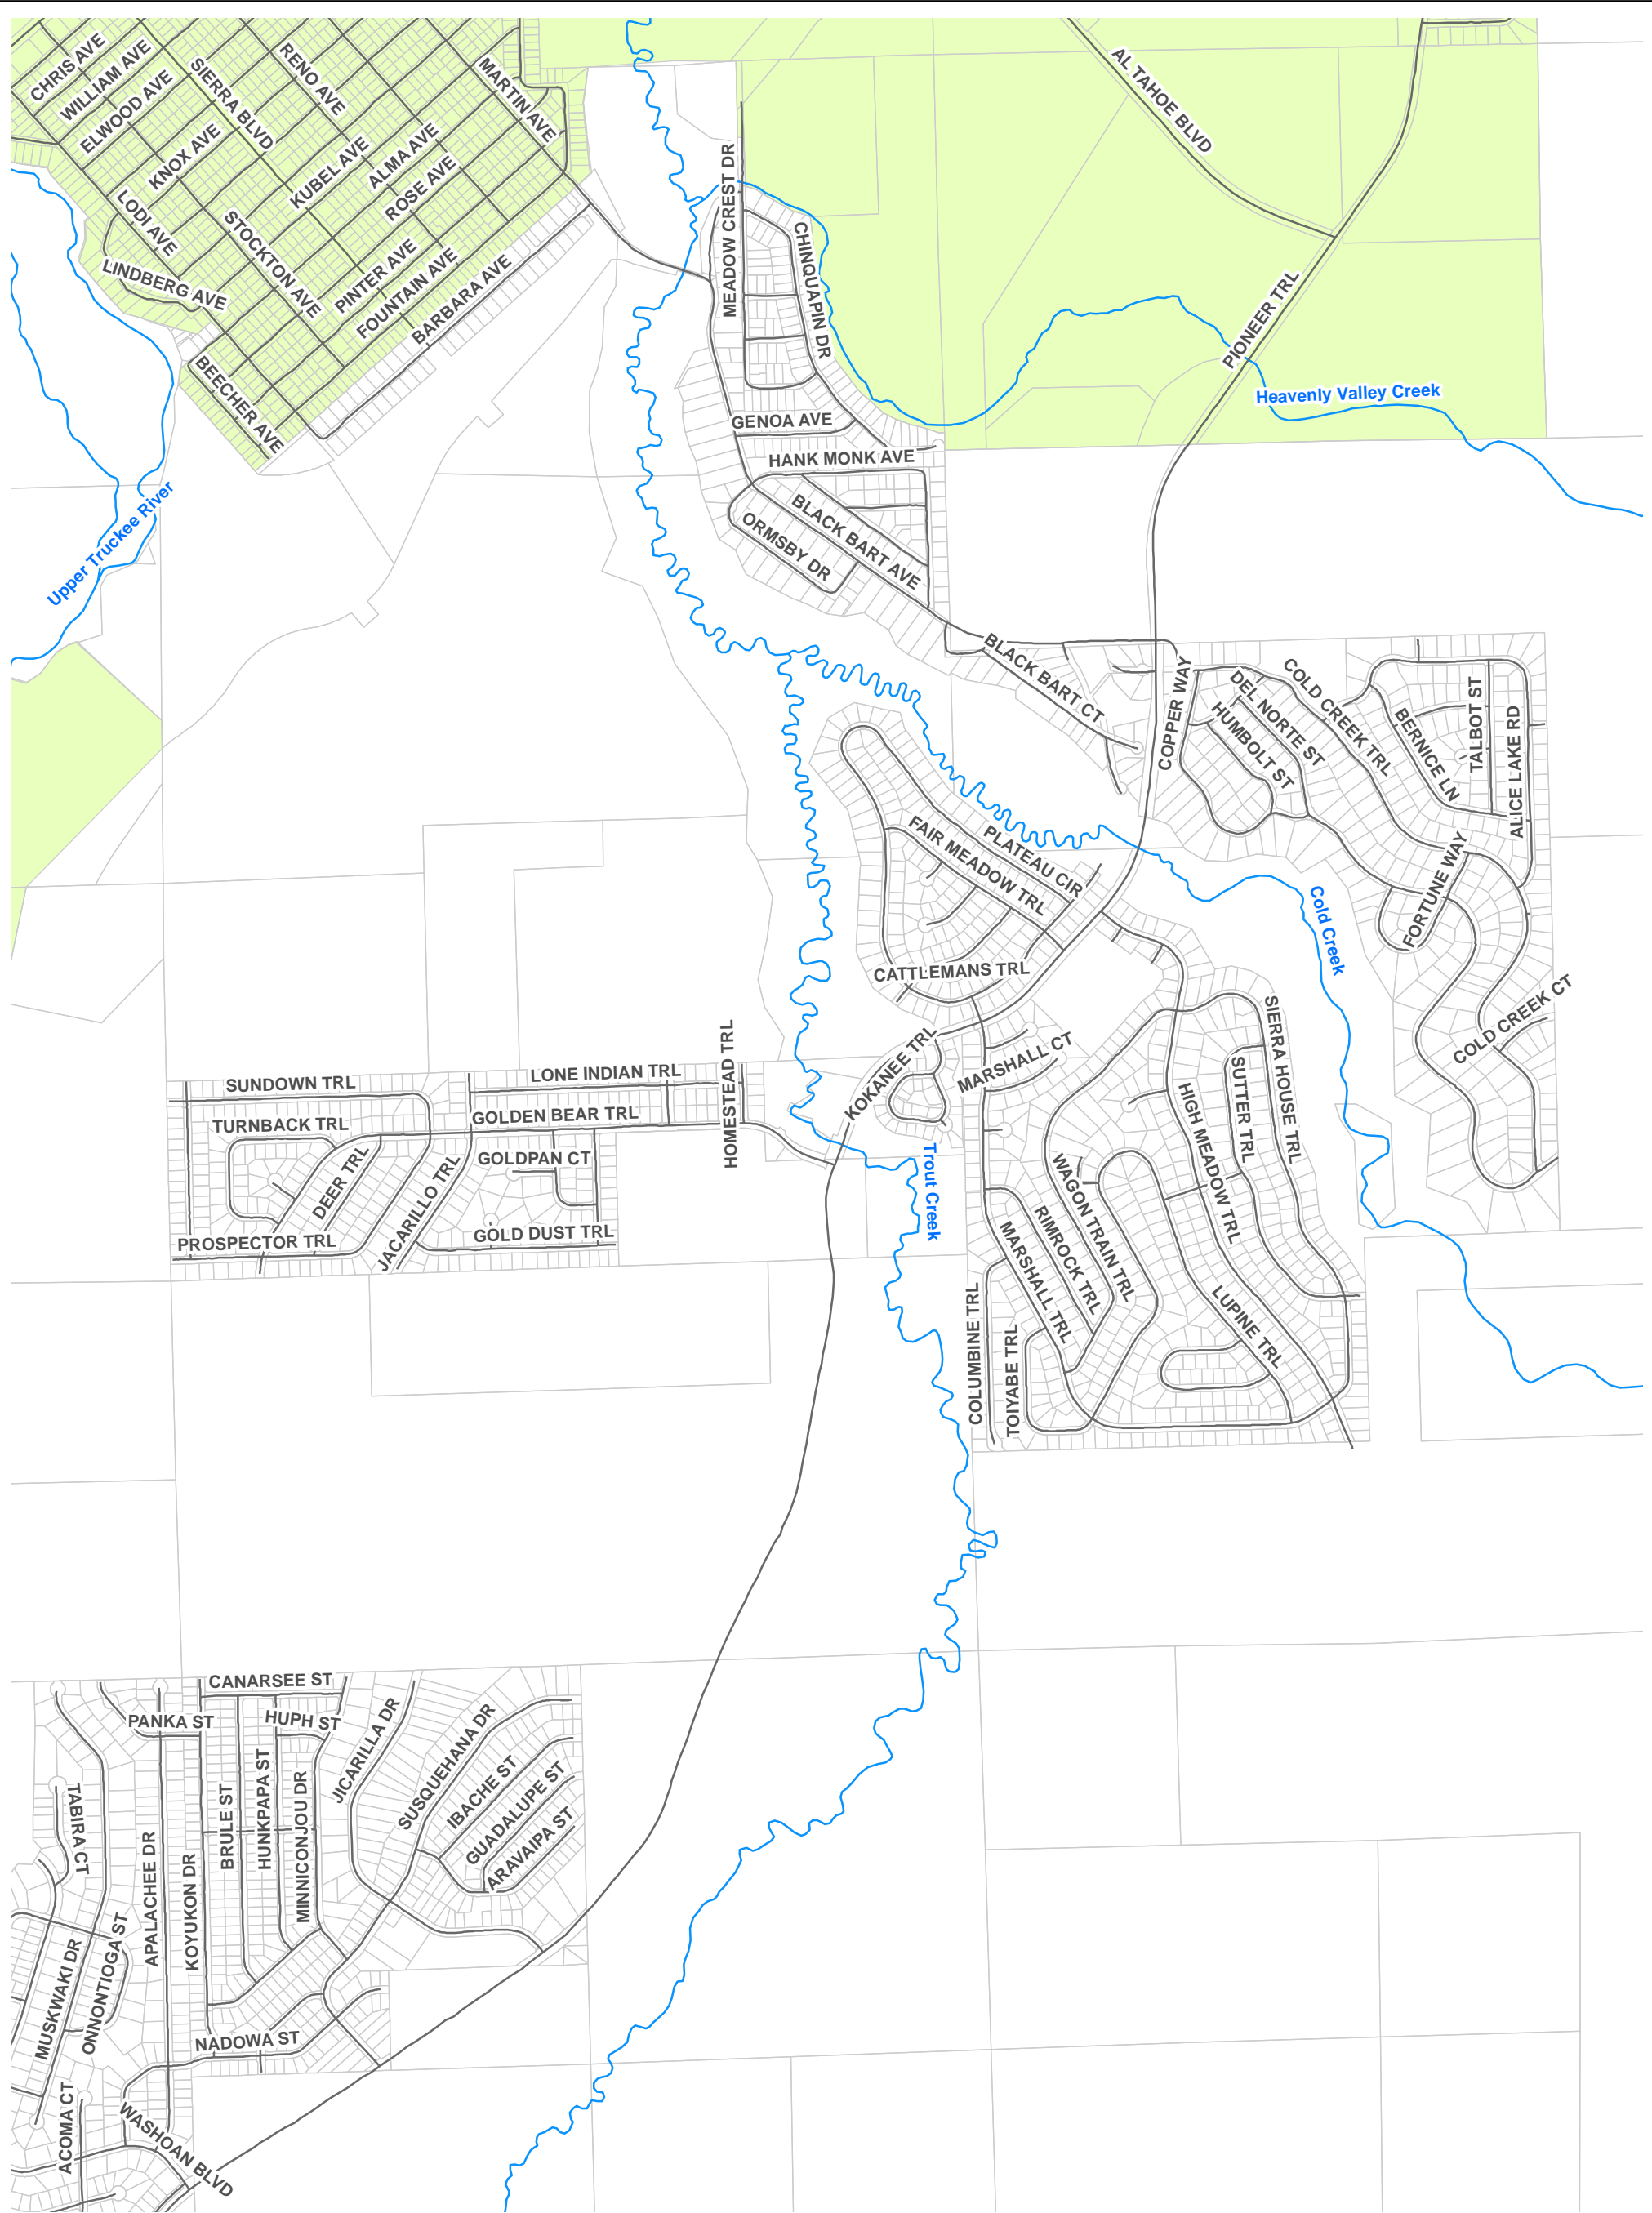 CHRIS AVE
WILLIAM AVE
ELWOOD AVE
SIERRA BLVD
RENO AVE
MARTIN AVE
AL TAHOE BLVD
KNOX AVE
KUBEL AVE
ALMA AVE
ROSE AVE
LODI AVE
STOCKTON AVE
LINDBERG AVE
PINTER AVE
FOUNTAIN AVE
BARBARA AVE
BEECHER AVE
MEADOW CREST DR
CHINQUAPIN DR
PIONEER TRL
Heavenly Valley Creek
GENOA AVE
HANK MONK AVE
BLACK BART AVE
ORMSBY DR
Upper Truckee River
BLACK BART CT
COPPER WAY
COLD CREEK TRL
DEL NORTE ST
HUMBOLT ST
BERNICE LN
TALBOT ST
ALICE LAKE RD
FAIR MEADOW TRL
PLATEAU CIR
FORTUNE WAY
Cold Creek
CATTLEMANS TRL
COLD CREEK CT
SIERRA HOUSE TRL
KOKANEE TRL
MARSHALL CT
SUTTER TRL
HIGH MEADOW TRL
HOMESTEAD TRL
LONE INDIAN TRL
SUNDOWN TRL
GOLDEN BEAR TRL
TURNBACK TRL
GOLDPAN CT
DEER TRL
JACARILLO TRL
GOLD DUST TRL
PROSPECTOR TRL
Trout Creek
WAGON TRAIN TRL
RIMROCK TRL
MARSHALL TRL
LUPINE TRL
COLUMBINE TRL
TOIYABE TRL
CANARSEE ST
PANKA ST
HUPH ST
JICARILLA DR
SUSQUEHANA DR
IBACHE ST
GUADALUPE ST
ARAVAIPA ST
TABIRA CT
BRULE ST
HUNKPAPA ST
MINNICONJOU DR
APALACHEE DR
KOYUKON DR
MUSKWAKI DR
ONNONTIOGA ST
NADOWA ST
ACOMA CT
WASHOAN BLVD